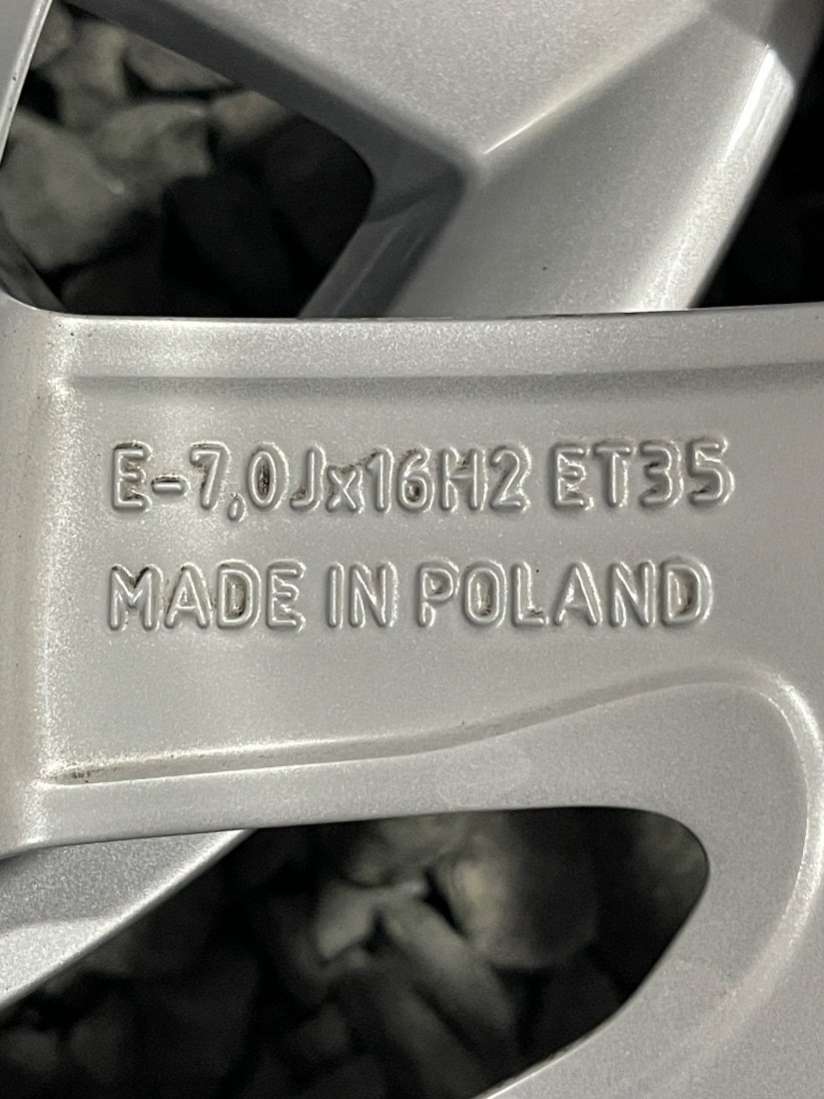 E-7,0Jx16H2 ET35
MADE IN POLAND